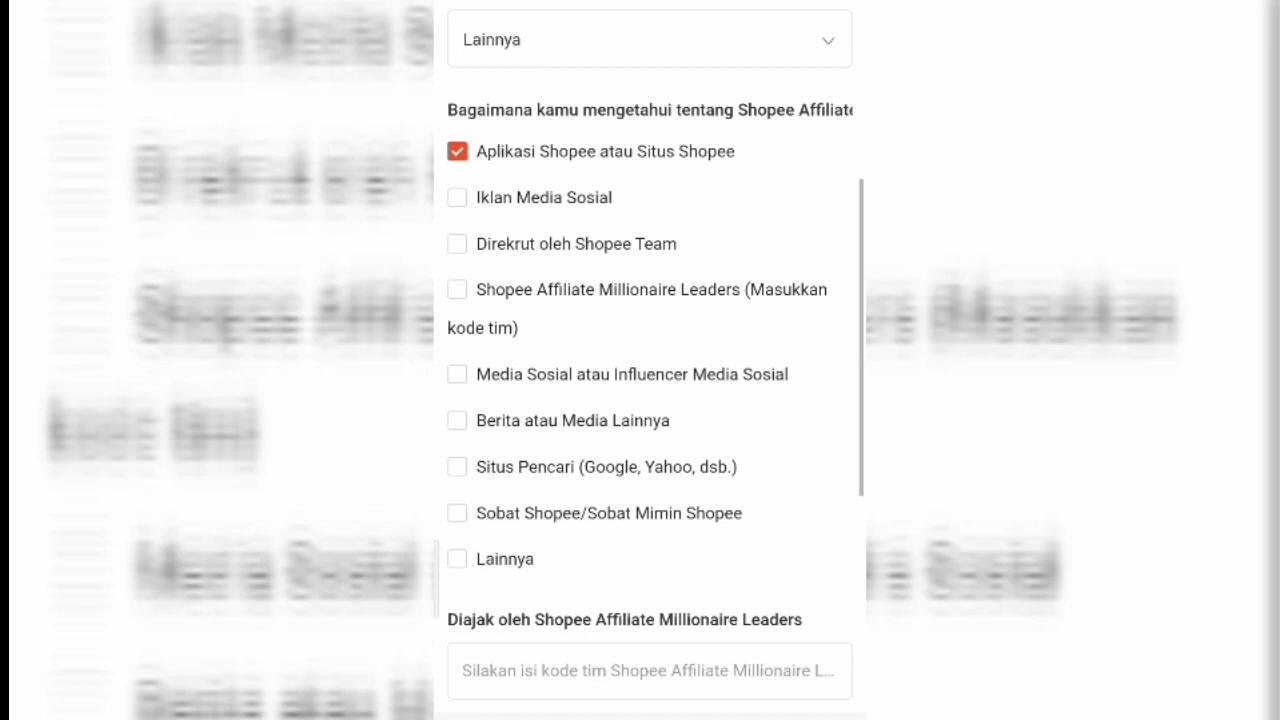 Lainnya
Bagaimana kamu mengetahui tentang Shopee Affiliate
Aplikasi Shopee atau Situs Shopee
Iklan Media Sosial
Direkrut oleh Shopee Team
Shopee Affiliate Millionaire Leaders (Masukkan
kode tim)
Media Sosial atau Influencer Media Sosial
Berita atau Media Lainnya
Situs Pencari (Google, Yahoo, dsb.)
Sobat Shopee/Sobat Mimin Shopee
Lainnya
Diajak oleh Shopee Affiliate Millionaire Leaders
Silakan isi kode tim Shopee Affiliate Millionaire L...